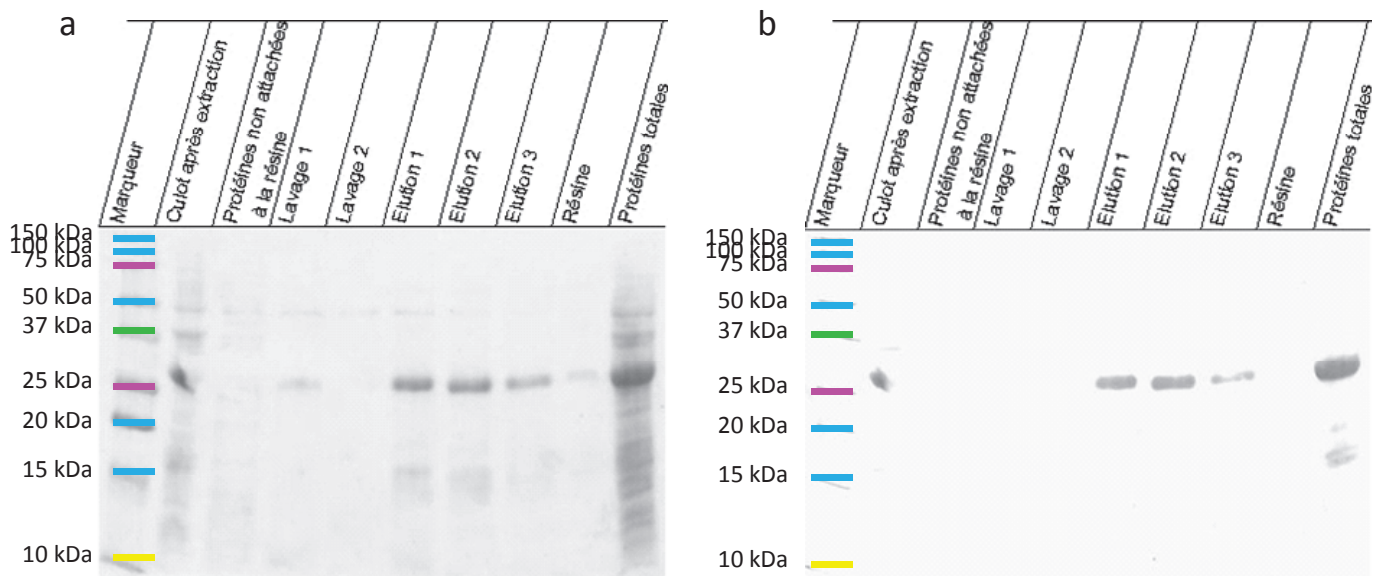 a
Marqueur
Culot après extraction
Protéines non attachées
à la résine
Lavage 1
Lavage 2
Elution 1
Elution 2
Elution 3
Résine
Protéines totales
150 kDa
100 kDa
75 kDa
50 kDa
37 kDa
25 kDa
20 kDa
15 kDa
10 kDa
b
Marqueur
Culot après extraction
Protéines non attachées
à la résine
Lavage 1
Lavage 2
Elution 1
Elution 2
Elution 3
Résine
Protéines totales
150 kDa
100 kDa
75 kDa
50 kDa
37 kDa
25 kDa
20 kDa
15 kDa
10 kDa